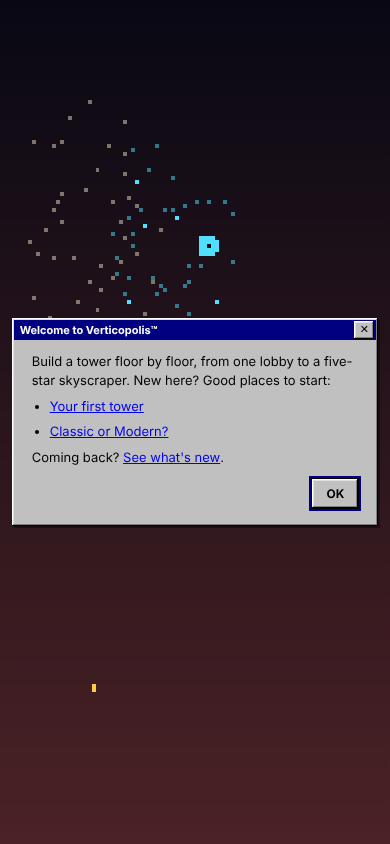 Welcome to Verticopolis™
Build a tower floor by floor, from one lobby to a five-
star skyscraper. New here? Good places to start:
• Your first tower
• Classic or Modern?
Coming back? See what's new.
OK